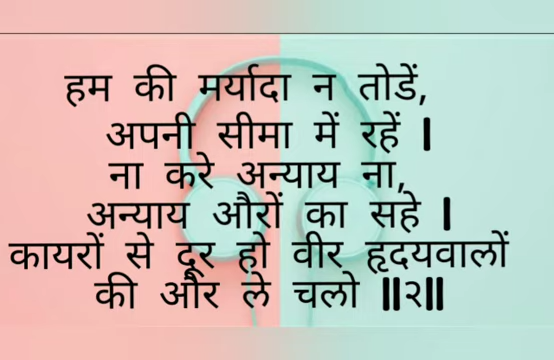 हम की मर्यादा न तोडें,
अपनी सीमा में रहें |
ना करे अन्याय ना,
अन्याय औरों का सहे |
कायरों से दूर हो वीर हृदयवालों
की और ले चलो ||२||